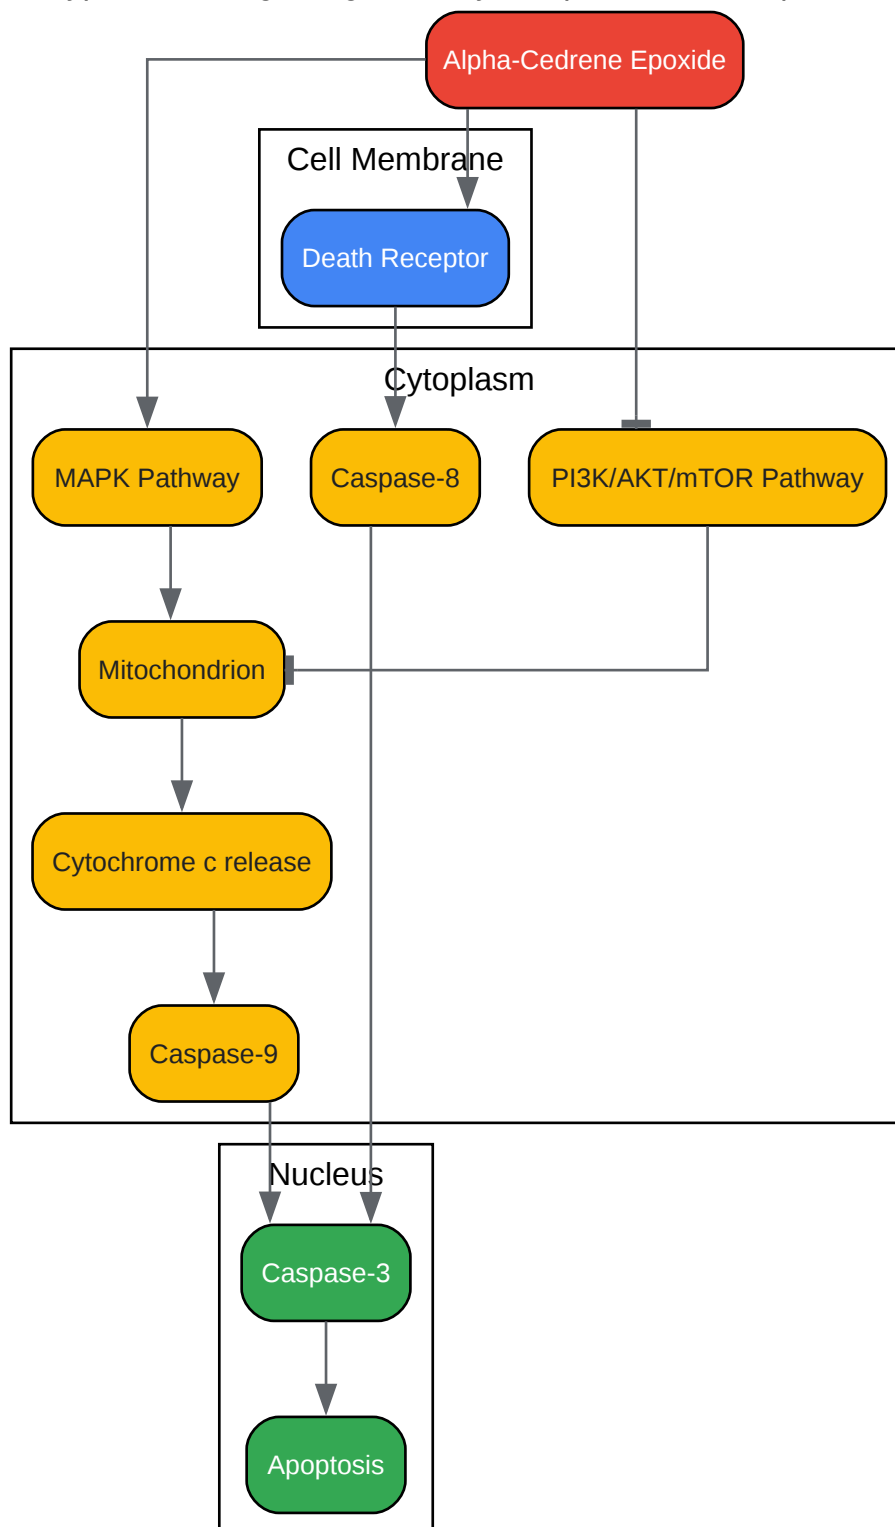 Alpha-Cedrene Epoxide
Cell Membrane
Death Receptor
Cytoplasm
MAPK Pathway
Caspase-8
PI3K/AKT/mTOR Pathway
Mitochondrion
Cytochrome c release
Caspase-9
Nucleus
Caspase-3
Apoptosis